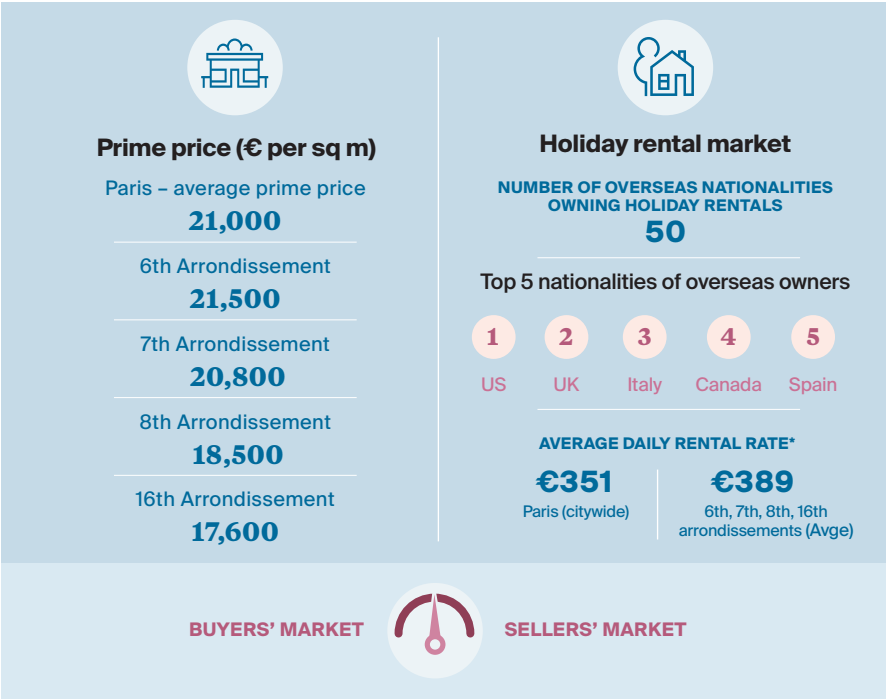 Prime price (€ per sq m)
Paris – average prime price
21,000
6th Arrondissement
21,500
7th Arrondissement
20,800
8th Arrondissement
18,500
16th Arrondissement
17,600
Holiday rental market
NUMBER OF OVERSEAS NATIONALITIES
OWNING HOLIDAY RENTALS
50
Top 5 nationalities of overseas owners
1 2 3 4 5
US UK Italy Canada Spain
AVERAGE DAILY RENTAL RATE*
€351
Paris (citywide)
€389
6th, 7th, 8th, 16th
arrondissements (Avge)
BUYERS' MARKET
SELLERS' MARKET